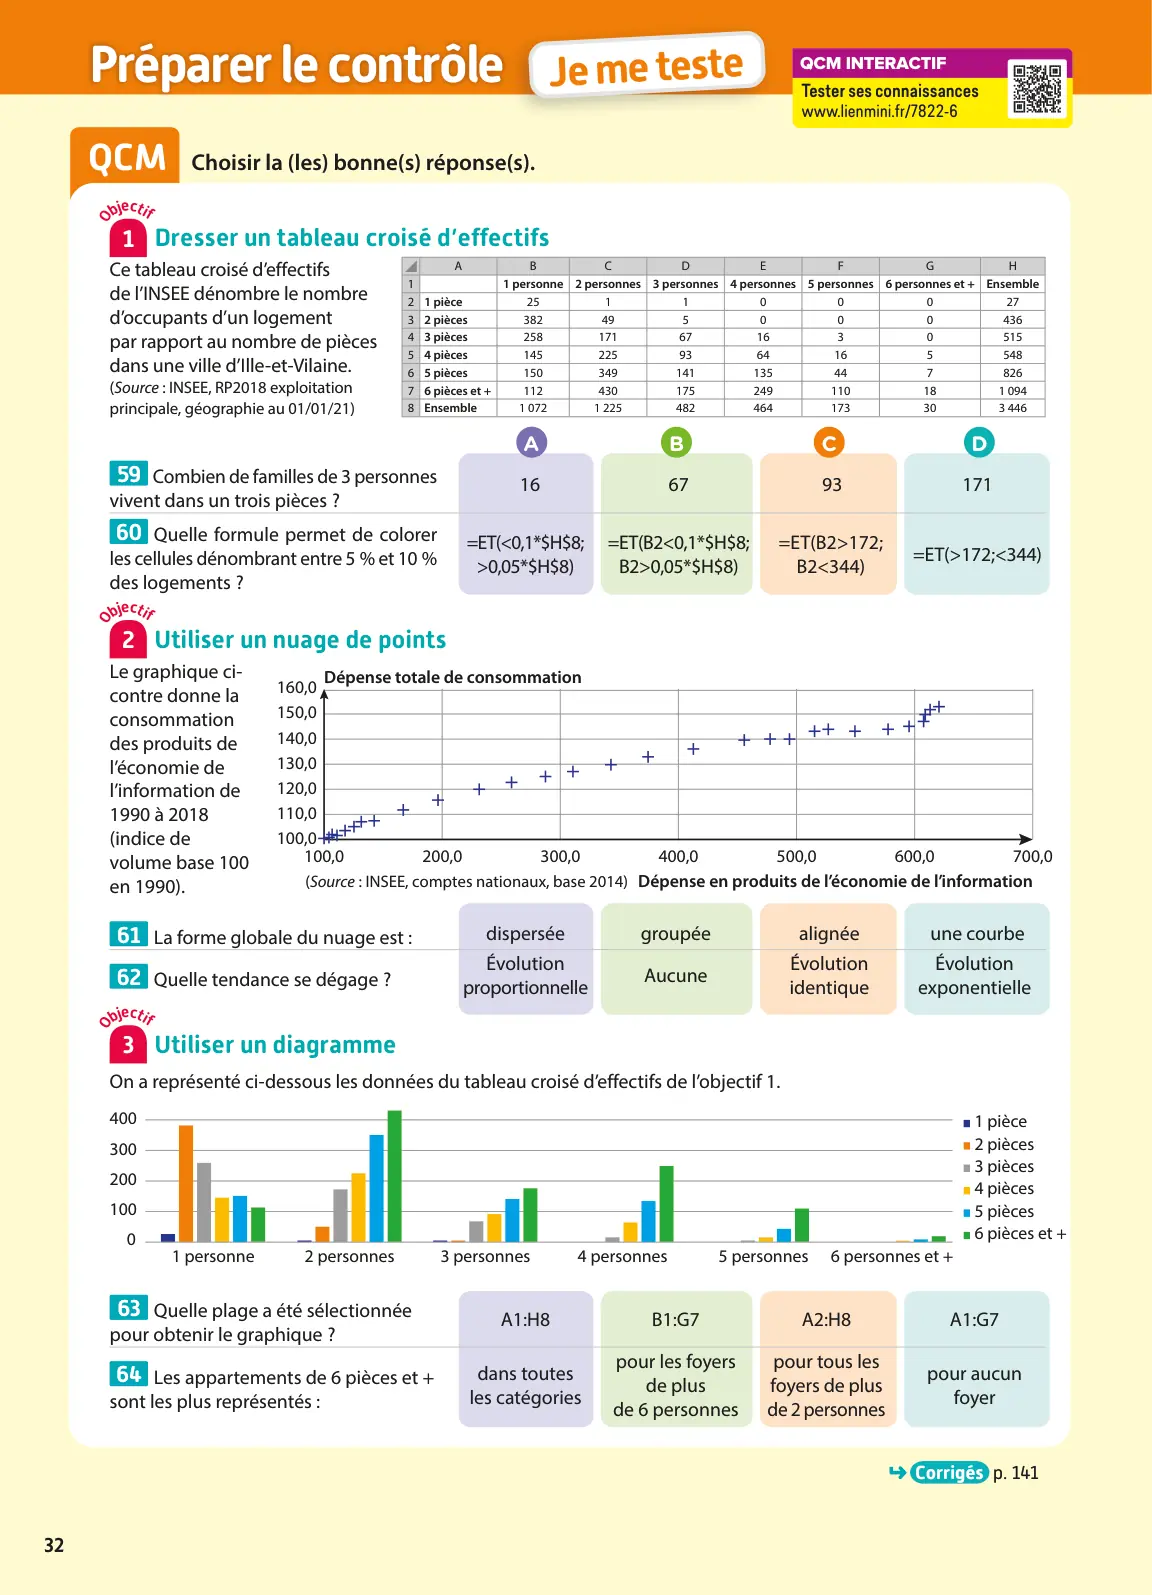 Préparer le contrôle
Je me teste
QCM INTERACTIF
Tester ses connaissances
www.lienmini.fr/7822-6
QCM
Choisir la (les) bonne(s) réponse(s).
Objectif
1 Dresser un tableau croisé d'effectifs
Ce tableau croisé d'effectifs
de l'INSEE dénombre le nombre
d'occupants d'un logement
par rapport au nombre de pièces
dans une ville d'Ille-et-Vilaine.
(Source : INSEE, RP2018 exploitation
principale, géographie au 01/01/21)
A B C D E F G H
1 1 personne 2 personnes 3 personnes 4 personnes 5 personnes 6 personnes et + Ensemble
2 1 pièce 25 1 1 0 0 0 27
3 2 pièces 382 49 5 0 0 0 436
4 3 pièces 258 171 67 16 3 0 515
5 4 pièces 145 225 93 64 16 5 548
6 5 pièces 150 349 141 135 44 7 826
7 6 pièces et + 112 430 175 249 110 18 1 094
8 Ensemble 1 072 1 225 482 464 173 30 3 446
A B C D
59 Combien de familles de 3 personnes
vivent dans un trois pièces ?
16 67 93 171
60 Quelle formule permet de colorer
les cellules dénombrant entre 5 % et 10 %
des logements ?
=ET(<0,1*$H$8;
>0,05*$H$8)
=ET(B2<0,1*$H$8;
B2>0,05*$H$8)
=ET(B2>172;
B2<344)
=ET(>172;<344)
Objectif
2 Utiliser un nuage de points
Le graphique ci-
contre donne la
consommation
des produits de
l'économie de
l'information de
1990 à 2018
(indice de
volume base 100
en 1990).
Dépense totale de consommation
160,0
150,0
140,0
130,0
120,0
110,0
100,0
100,0 200,0 300,0 400,0 500,0 600,0 700,0
(Source : INSEE, comptes nationaux, base 2014) Dépense en produits de l'économie de l'information
61 La forme globale du nuage est :
dispersée groupée alignée une courbe
62 Quelle tendance se dégage ?
Évolution
proportionnelle
Aucune
Évolution
identique
Évolution
exponentielle
Objectif
3 Utiliser un diagramme
On a représenté ci-dessous les données du tableau croisé d'effectifs de l'objectif 1.
400
300
200
100
0
1 personne 2 personnes 3 personnes 4 personnes 5 personnes 6 personnes et +
1 pièce
2 pièces
3 pièces
4 pièces
5 pièces
6 pièces et +
63 Quelle plage a été sélectionnée
pour obtenir le graphique ?
A1:H8 B1:G7 A2:H8 A1:G7
64 Les appartements de 6 pièces et +
sont les plus représentés :
dans toutes
les catégories
pour les foyers
de plus
de 6 personnes
pour tous les
foyers de plus
de 2 personnes
pour aucun
foyer
Corrigés p. 141
32